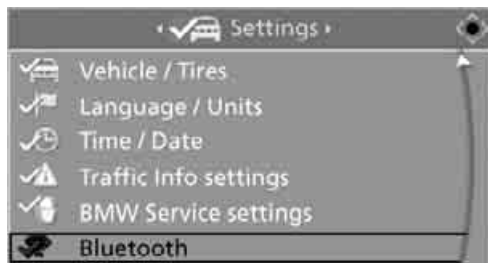 Settings
Vehicle / Tires
Language / Units
Time / Date
Traffic Info settings
BMW Service settings
Bluetooth